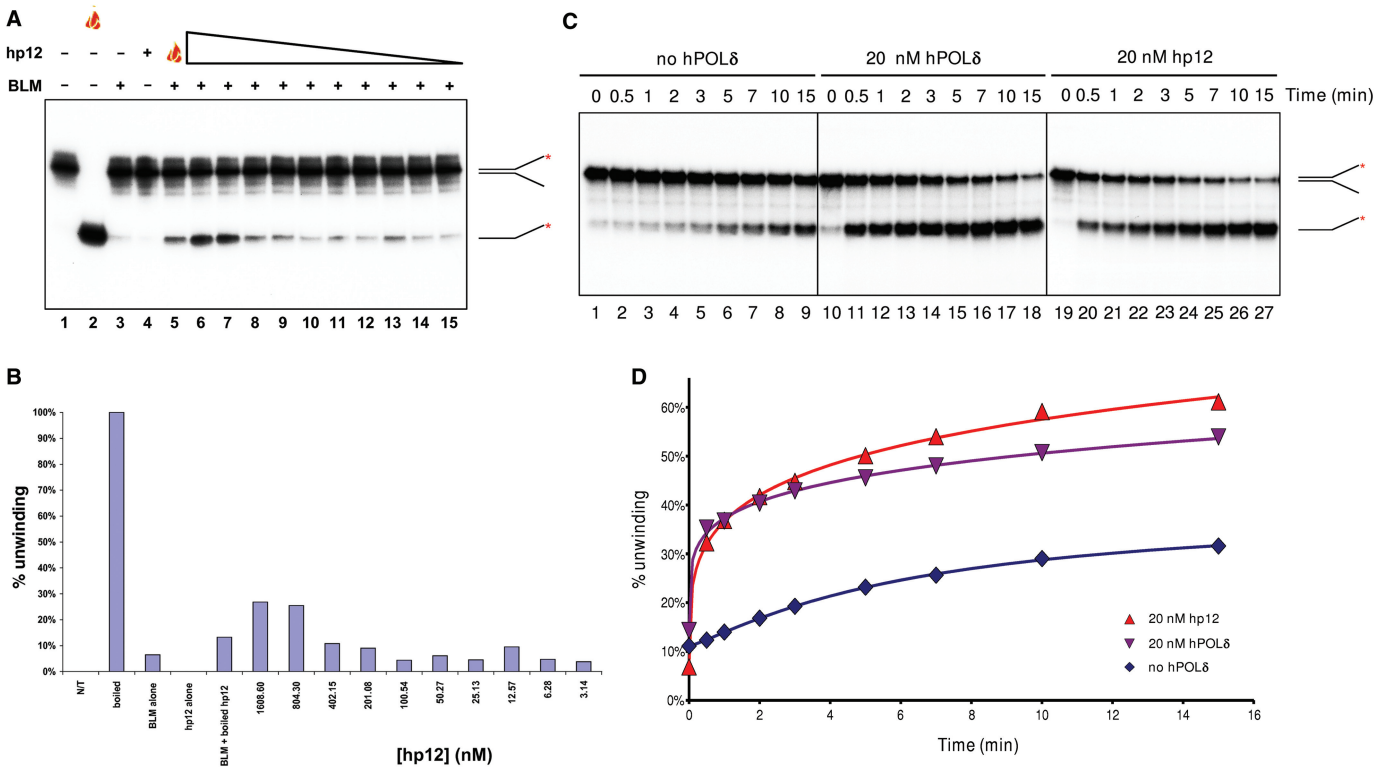 A
hp12 – – – +
BLM – – + – + + + + + + + + + + +
*
*
1 2 3 4 5 6 7 8 9 10 11 12 13 14 15
C
no hPOLδ 20 nM hPOLδ 20 nM hp12
0 0.5 1 2 3 5 7 10 15 0 0.5 1 2 3 5 7 10 15 0 0.5 1 2 3 5 7 10 15 Time (min)
*
*
1 2 3 4 5 6 7 8 9 10 11 12 13 14 15 16 17 18 19 20 21 22 23 24 25 26 27
B
% unwinding
100%
90%
80%
70%
60%
50%
40%
30%
20%
10%
0%
N/T boiled BLM alone hp12 alone BLM + boiled hp12 1608.60 804.30 402.15 201.08 100.54 50.27 25.13 12.57 6.28 3.14
[hp12] (nM)
D
% unwinding
60%
50%
40%
30%
20%
10%
0%
20 nM hp12
20 nM hPOLδ
no hPOLδ
0 2 4 6 8 10 12 14 16
Time (min)